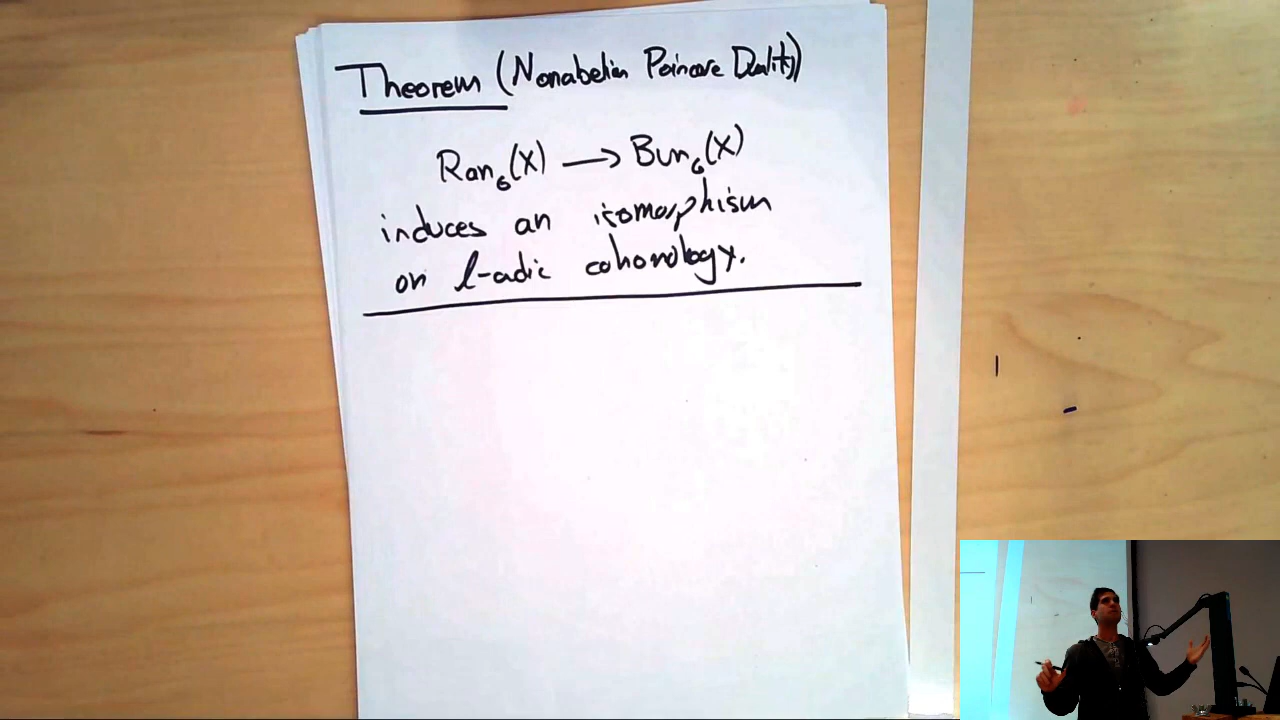 Theorem (Nonabelian Poincare Duality)
Ran_G(X) → Bun_G(X)
induces an isomorphism
on ℓ-adic cohomology.